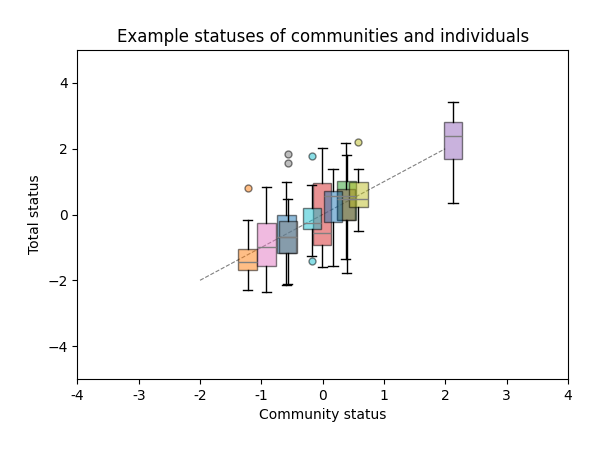 Example statuses of communities and individuals
Total status
4
2
0
−2
−4
-4 -3 -2 -1 0 1 2 3 4
Community status